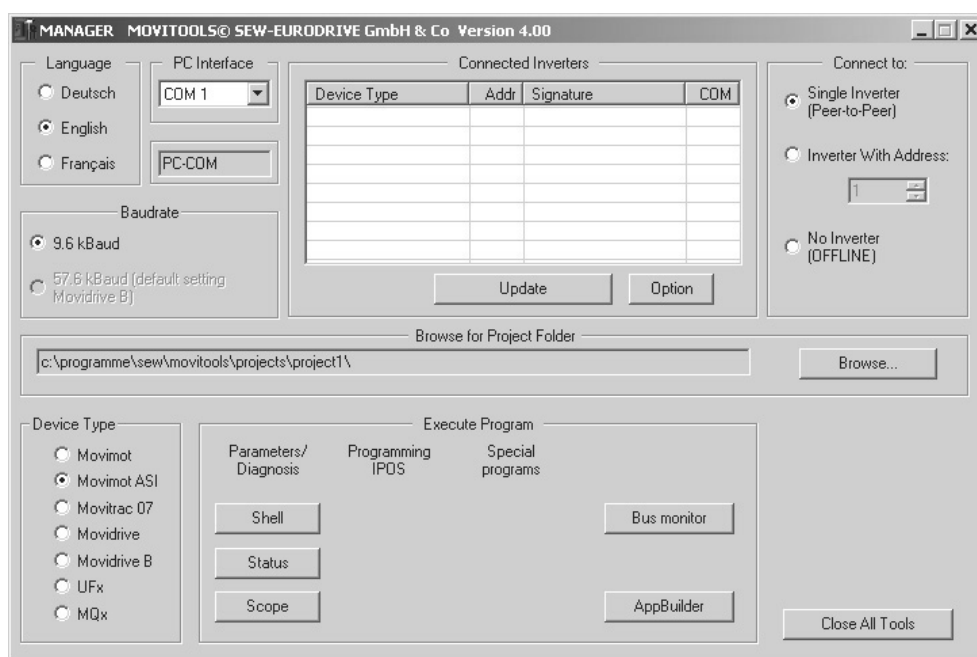 MANAGER MOVITOOLS© SEW-EURODRIVE GmbH & Co Version 4.00
Language
Deutsch
English
Français
PC Interface
COM 1
PC-COM
Baudrate
9.6 kBaud
57.6 kBaud (default setting
Movidrive B)
Connected Inverters
Device Type Addr Signature COM
Update Option
Connect to:
Single Inverter
(Peer-to-Peer)
Inverter With Address:
1
No Inverter
(OFFLINE)
Browse for Project Folder
c:\programme\sew\movitools\projects\project1\
Browse...
Device Type
Movimot
Movimot ASI
Movitrac 07
Movidrive
Movidrive B
UFx
MQx
Execute Program
Parameters/
Diagnosis
Programming
IPOS
Special
programs
Shell
Status
Scope
Bus monitor
AppBuilder
Close All Tools